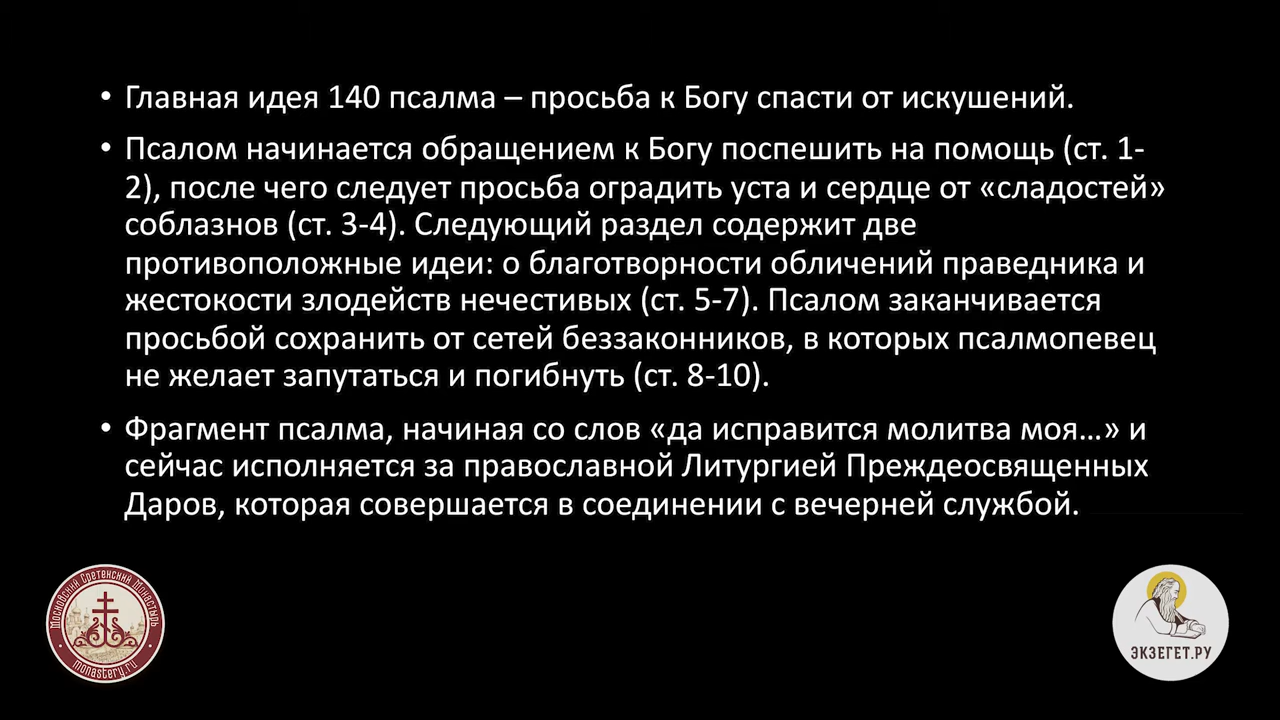 • Главная идея 140 псалма – просьба к Богу спасти от искушений.
• Псалом начинается обращением к Богу поспешить на помощь (ст. 1-
2), после чего следует просьба оградить уста и сердце от «сладостей»
соблазнов (ст. 3-4). Следующий раздел содержит две
противоположные идеи: о благотворности обличений праведника и
жестокости злодейств нечестивых (ст. 5-7). Псалом заканчивается
просьбой сохранить от сетей беззаконников, в которых псалмопевец
не желает запутаться и погибнуть (ст. 8-10).
• Фрагмент псалма, начиная со слов «да исправится молитва моя…» и
сейчас исполняется за православной Литургией Преждеосвященных
Даров, которая совершается в соединении с вечерней службой.
Московский Сретенский Монастырь
monastery.ru
ЭКЗЕГЕТ.РУ